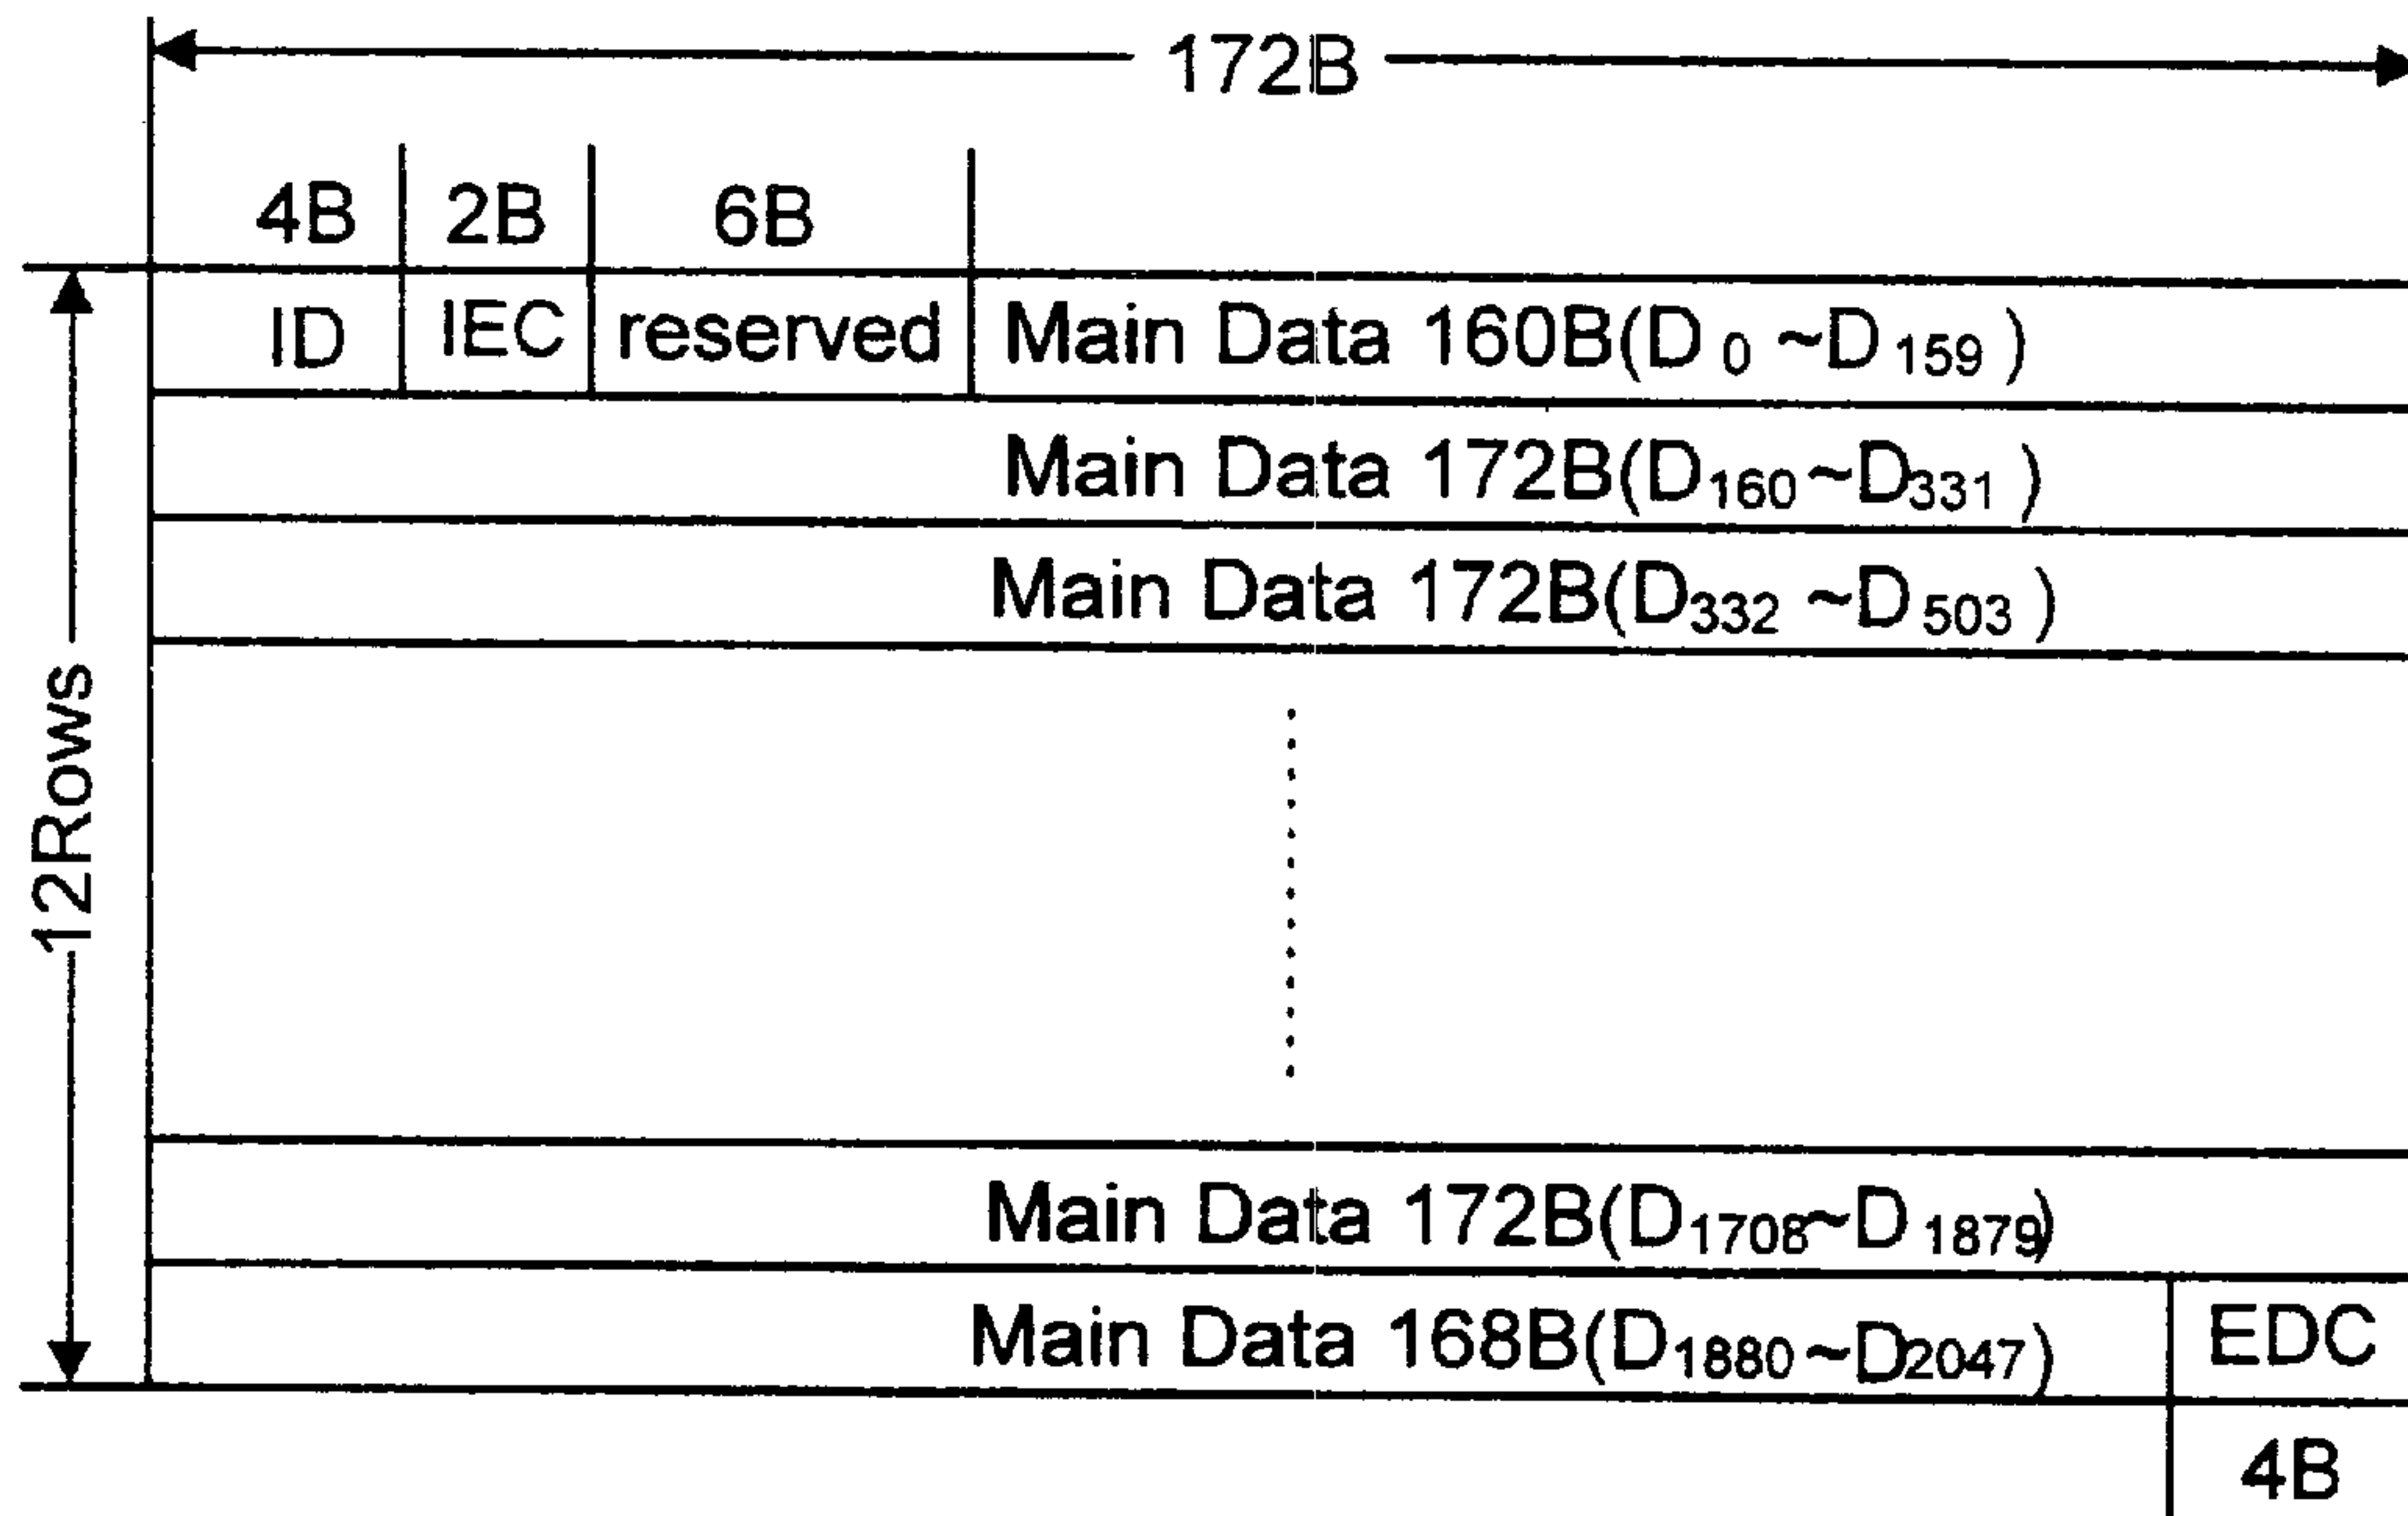 172B
4B 2B 6B
ID IEC reserved Main Data 160B(D0 ~D159)
Main Data 172B(D160~D331)
Main Data 172B(D332 ~D503)
12Rows
Main Data 172B(D1708~D1879)
Main Data 168B(D1880~D2047) EDC
4B